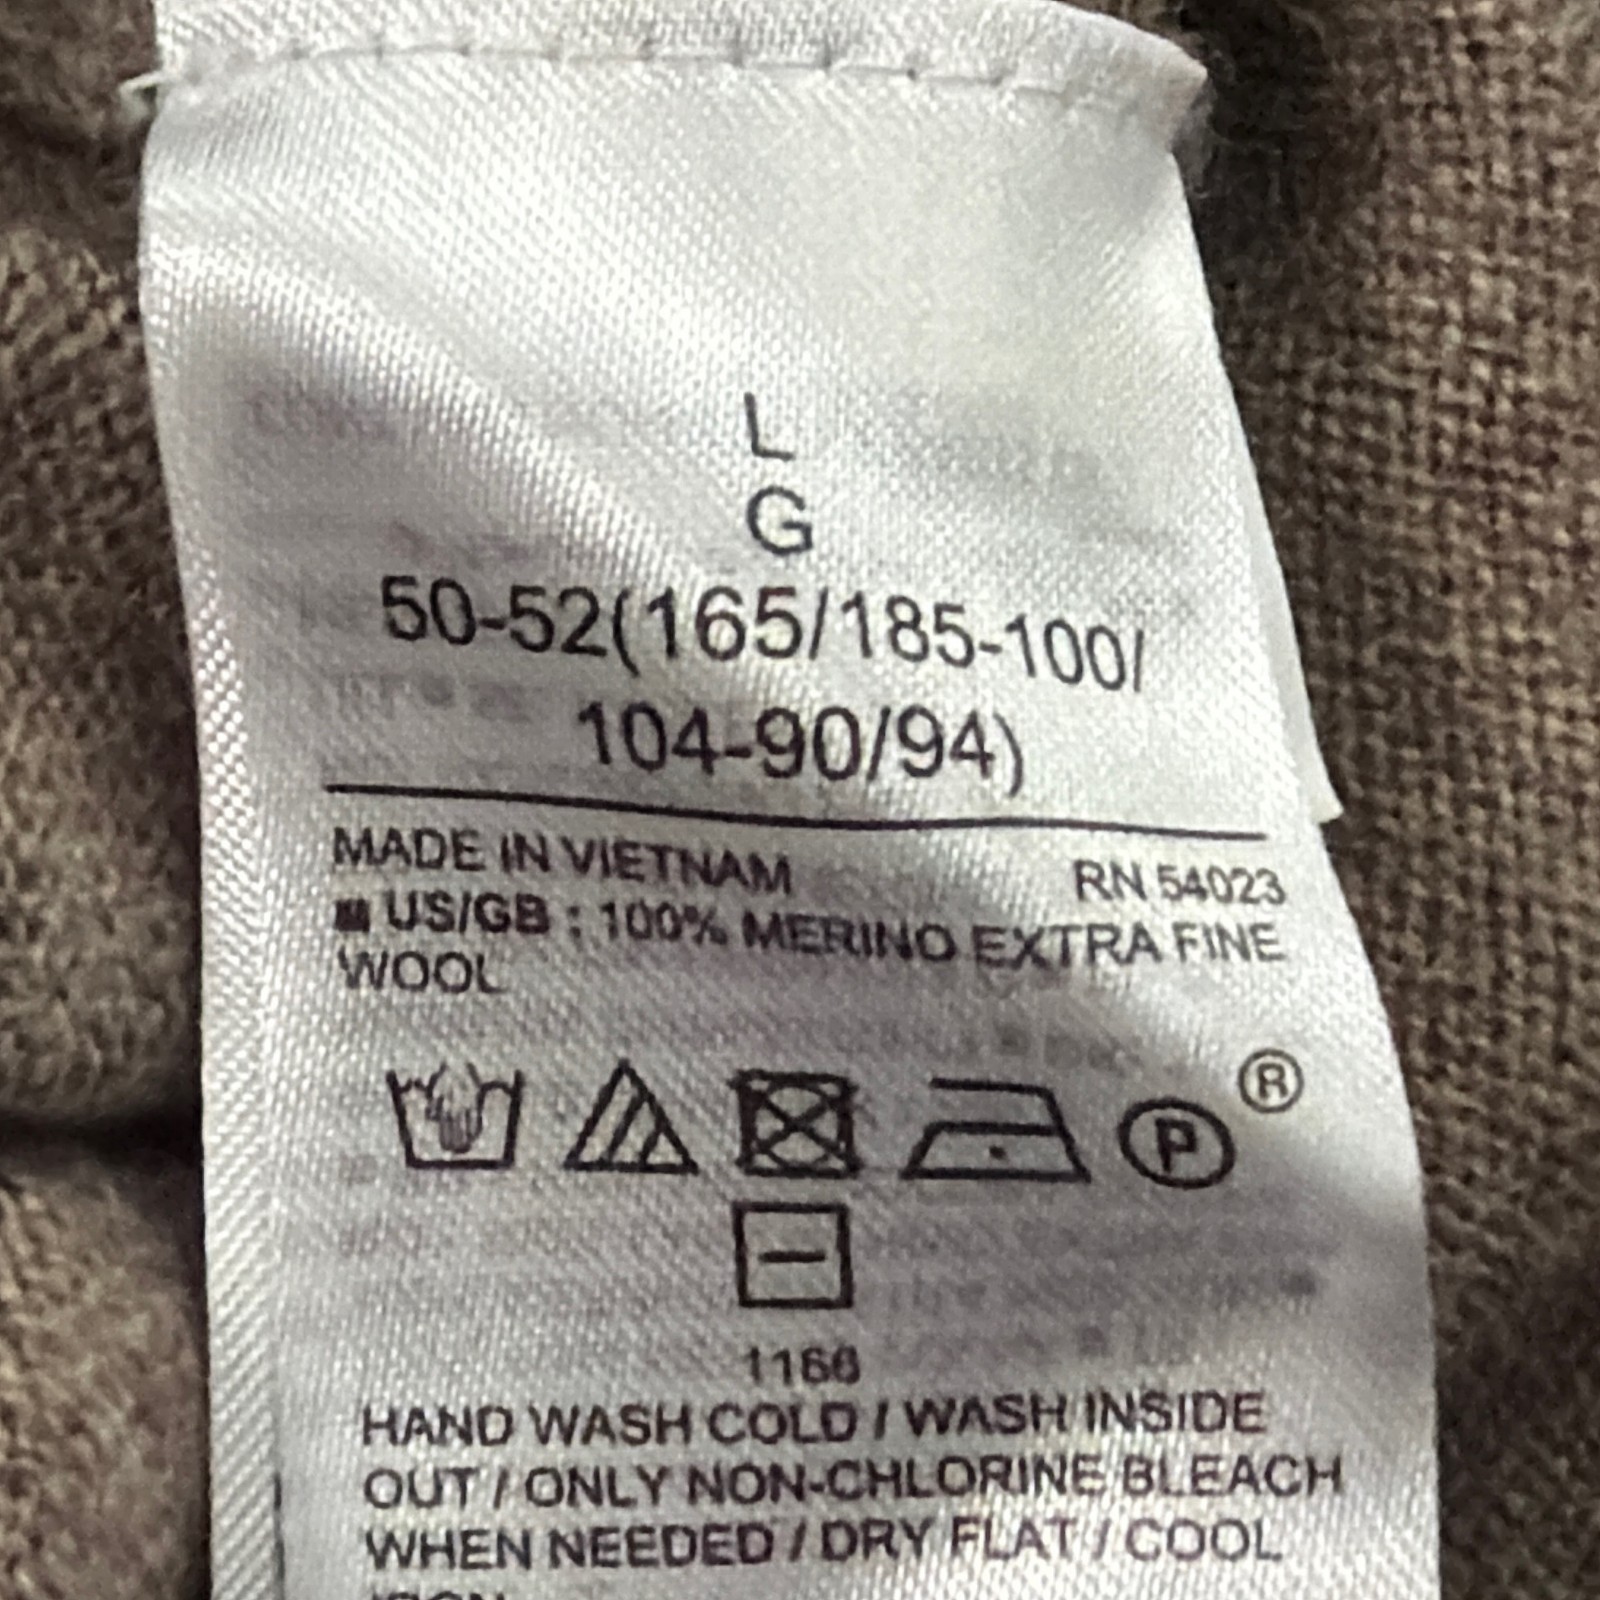 L
G
50-52(165/185-100/
104-90/94)
MADE IN VIETNAM RN 54023
■ US/GB : 100% MERINO EXTRA FINE
WOOL
P ®
HAND WASH COLD / WASH INSIDE
OUT / ONLY NON-CHLORINE BLEACH
WHEN NEEDED / DRY FLAT / COOL